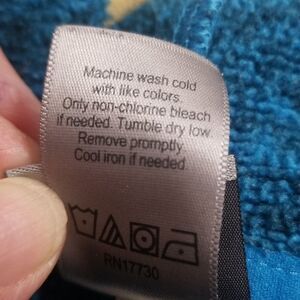 Machine wash cold
with like colors.
Only non-chlorine bleach
if needed. Tumble dry low.
Remove promptly.
Cool iron if needed.
RN17730